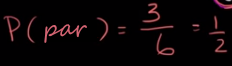 P(par) = 3/6 = 1/2